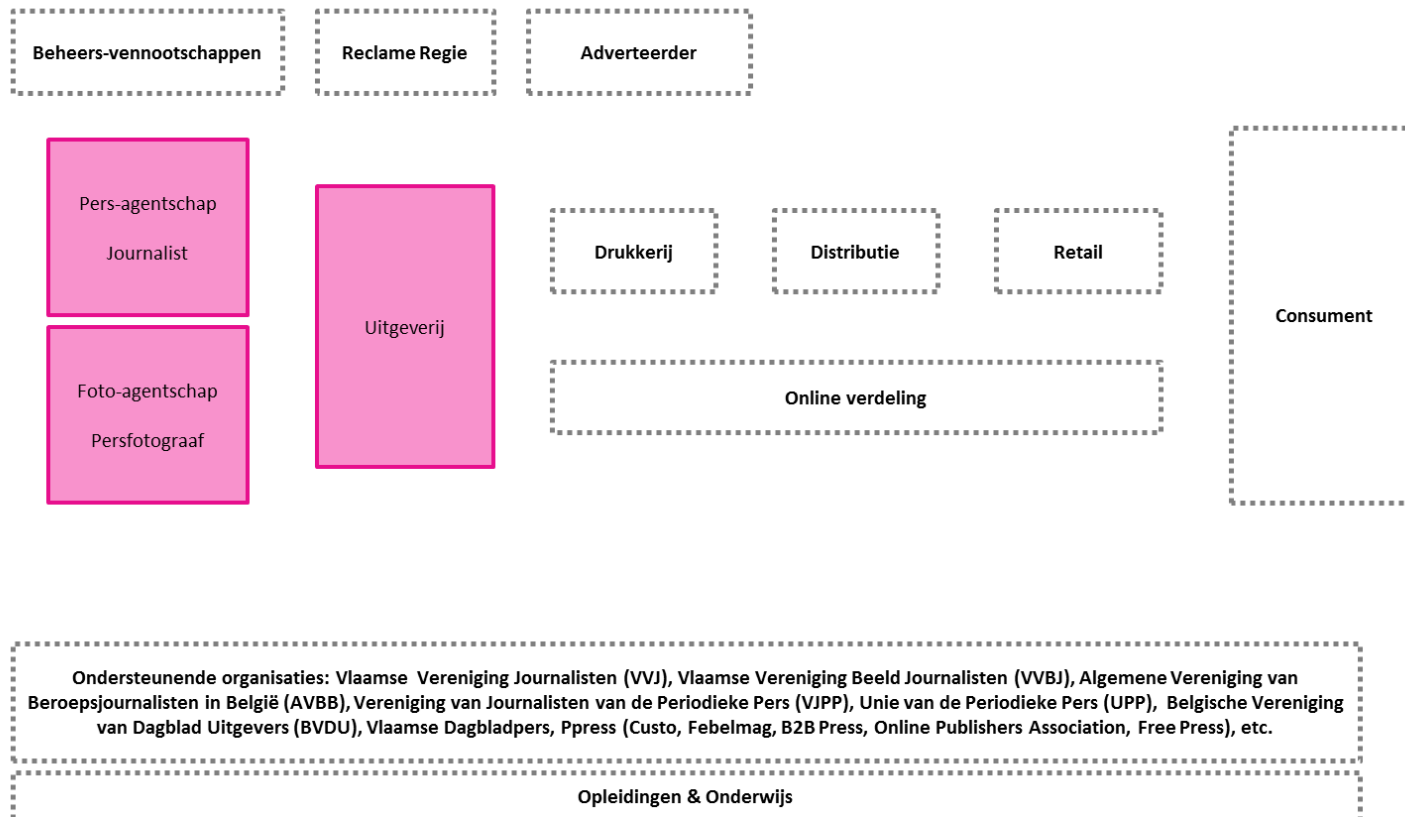 Beheers-vennootschappen
Reclame Regie
Adverteerder
Pers-agentschap
Journalist
Foto-agentschap
Persfotograaf
Uitgeverij
Drukkerij
Distributie
Retail
Online verdeling
Consument
Ondersteunende organisaties: Vlaamse Vereniging Journalisten (VVJ), Vlaamse Vereniging Beeld Journalisten (VVBJ), Algemene Vereniging van
Beroepsjournalisten in België (AVBB), Vereniging van Journalisten van de Periodieke Pers (VJPP), Unie van de Periodieke Pers (UPP), Belgische Vereniging
van Dagblad Uitgevers (BVDU), Vlaamse Dagbladpers, Ppress (Custo, Febelmag, B2B Press, Online Publishers Association, Free Press), etc.
Opleidingen & Onderwijs